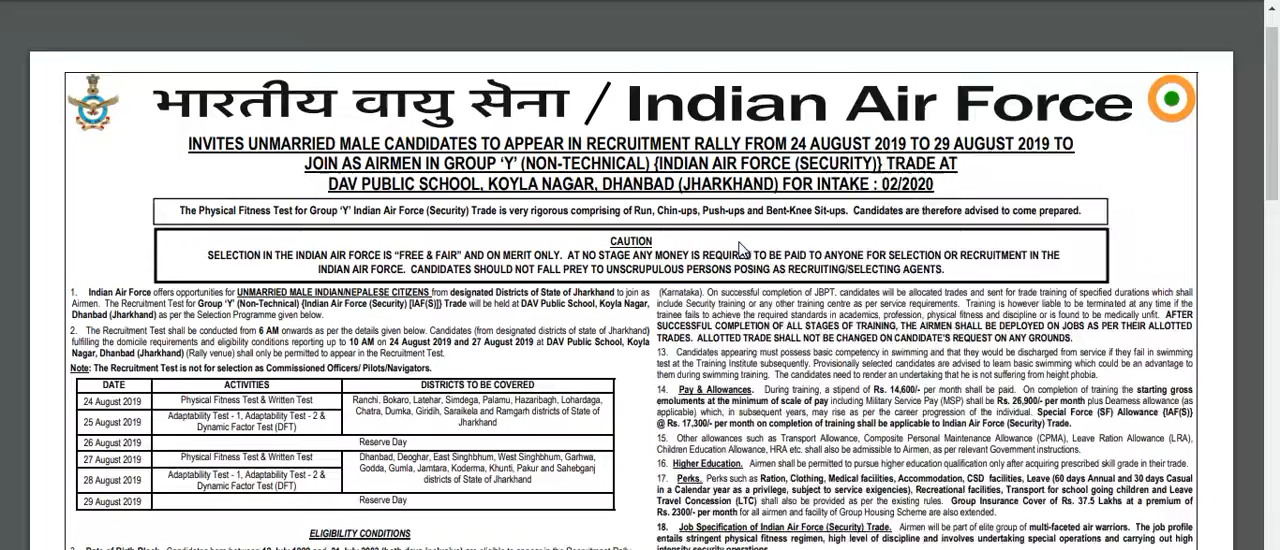 भारतीय वायु सेना / Indian Air Force
INVITES UNMARRIED MALE CANDIDATES TO APPEAR IN RECRUITMENT RALLY FROM 24 AUGUST 2019 TO 29 AUGUST 2019 TO
JOIN AS AIRMEN IN GROUP ‘Y’ (NON-TECHNICAL) {INDIAN AIR FORCE (SECURITY)} TRADE AT
DAV PUBLIC SCHOOL, KOYLA NAGAR, DHANBAD (JHARKHAND) FOR INTAKE : 02/2020
The Physical Fitness Test for Group ‘Y’ Indian Air Force (Security) Trade is very rigorous comprising of Run, Chin-ups, Push-ups and Bent-Knee Sit-ups. Candidates are therefore advised to come prepared.
CAUTION
SELECTION IN THE INDIAN AIR FORCE IS “FREE & FAIR” AND ON MERIT ONLY. AT NO STAGE ANY MONEY IS REQUIRED TO BE PAID TO ANYONE FOR SELECTION OR RECRUITMENT IN THE
INDIAN AIR FORCE. CANDIDATES SHOULD NOT FALL PREY TO UNSCRUPULOUS PERSONS POSING AS RECRUITING/SELECTING AGENTS.
1. Indian Air Force offers opportunities for UNMARRIED MALE INDIAN/NEPALESE CITIZENS from designated Districts of State of Jharkhand to join as
Airmen. The Recruitment Test for Group ‘Y’ (Non-Technical) {Indian Air Force (Security) [IAF(S)]} Trade will be held at DAV Public School, Koyla Nagar,
Dhanbad (Jharkhand) as per the Selection Programme given below.
2. The Recruitment Test shall be conducted from 6 AM onwards as per the details given below. Candidates (from designated districts of state of Jharkhand)
fulfilling the domicile requirements and eligibility conditions reporting up to 10 AM on 24 August 2019 and 27 August 2019 at DAV Public School, Koyla
Nagar, Dhanbad (Jharkhand) (Rally venue) shall only be permitted to appear in the Recruitment Test.
Note: The Recruitment Test is not for selection as Commissioned Officers/ Pilots/Navigators.
DATE ACTIVITIES DISTRICTS TO BE COVERED
24 August 2019 Physical Fitness Test & Written Test Ranchi, Bokaro, Latehar, Simdega, Palamu, Hazaribagh, Lohardaga,
25 August 2019 Adaptability Test - 1, Adaptability Test - 2 & Chatra, Dumka, Giridih, Saraikela and Ramgarh districts of State of
Dynamic Factor Test (DFT) Jharkhand
26 August 2019 Reserve Day
27 August 2019 Physical Fitness Test & Written Test Dhanbad, Deoghar, East Singhbhum, West Singhbhum, Garhwa,
28 August 2019 Adaptability Test - 1, Adaptability Test - 2 & Godda, Gumla, Jamtara, Koderma, Khunti, Pakur and Sahebganj
Dynamic Factor Test (DFT) districts of State of Jharkhand
29 August 2019 Reserve Day
ELIGIBILITY CONDITIONS
(Karnataka). On successful completion of JBPT. candidates will be allocated trades and sent for trade training of specified durations which shall
include Security training or any other training centre as per service requirements. Training is however liable to be terminated at any time if the
trainee fails to achieve the required standards in academics, profession, physical fitness and discipline or is found to be medically unfit. AFTER
SUCCESSFUL COMPLETION OF ALL STAGES OF TRAINING, THE AIRMEN SHALL BE DEPLOYED ON JOBS AS PER THEIR ALLOTTED
TRADES. ALLOTTED TRADE SHALL NOT BE CHANGED ON CANDIDATE'S REQUEST ON ANY GROUNDS.
13. Candidates appearing must possess basic competency in swimming and that they would be discharged from service if they fail in swimming
test at the Training Institute subsequently. Provisionally selected candidates are advised to learn basic swimming which could be an advantage to
them during swimming training. The candidates need to render an undertaking that he is not suffering from height phobia.
14. Pay & Allowances. During training, a stipend of Rs. 14,600/- per month shall be paid. On completion of training the starting gross
emoluments at the minimum of scale of pay including Military Service Pay (MSP) shall be Rs. 26,900/- per month plus Dearness allowance (as
applicable) which, in subsequent years, may rise as per the career progression of the individual. Special Force (SF) Allowance {IAF(S)}
@ Rs. 17,300/- per month on completion of training shall be applicable to Indian Air Force (Security) Trade.
15. Other allowances such as Transport Allowance, Composite Personal Maintenance Allowance (CPMA), Leave Ration Allowance (LRA),
Children Education Allowance, HRA etc. shall also be admissible to Airmen, as per relevant Government instructions.
16. Higher Education. Airmen shall be permitted to pursue higher education qualification only after acquiring prescribed skill grade in their trade.
17. Perks. Perks such as Ration, Clothing, Medical facilities, Accommodation, CSD facilities, Leave (60 days Annual and 30 days Casual
in a Calendar year as a privilege, subject to service exigencies), Recreational facilities, Transport for school going children and Leave
Travel Concession (LTC) shall also be provided as per the existing rules. Group Insurance Cover of Rs. 37.5 Lakhs at a premium of
Rs. 2300/- per month for all airmen and facility of Group Housing Scheme are also extended.
18. Job Specification of Indian Air Force (Security) Trade. Airmen will be part of elite group of multi-faceted air warriors. The job profile
entails stringent physical fitness regimen, high level of discipline and involves undertaking special operations and carrying out high